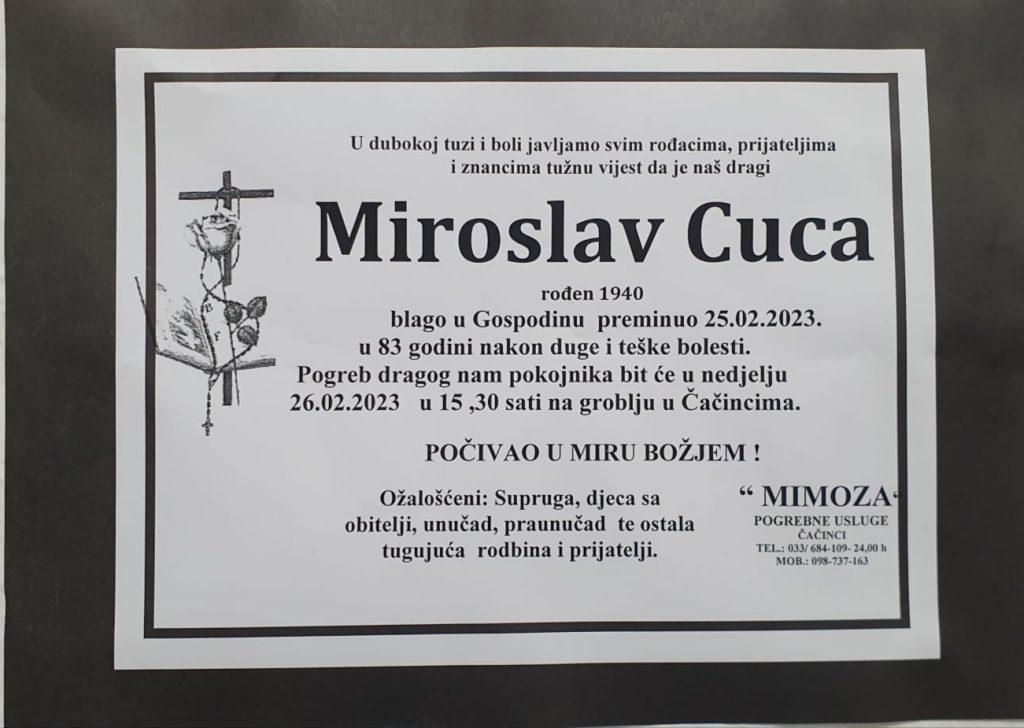 U dubokoj tuzi i boli javljamo svim rođacima, prijateljima
i znancima tužnu vijest da je naš dragi
Miroslav Cuca
rođen 1940
blago u Gospodinu preminuo 25.02.2023.
u 83 godini nakon duge i teške bolesti.
Pogreb dragog nam pokojnika bit će u nedjelju
26.02.2023 u 15 ,30 sati na groblju u Čačincima.
POČIVAO U MIRU BOŽJEM !
Ožalošćeni: Supruga, djeca sa
obitelji, unučad, praunučad te ostala
tugujuća rodbina i prijatelji.
“ MIMOZA“
POGREBNE USLUGE
ČAČINCI
TEL.: 033/ 684-109- 24,00 h
MOB.: 098-737-163